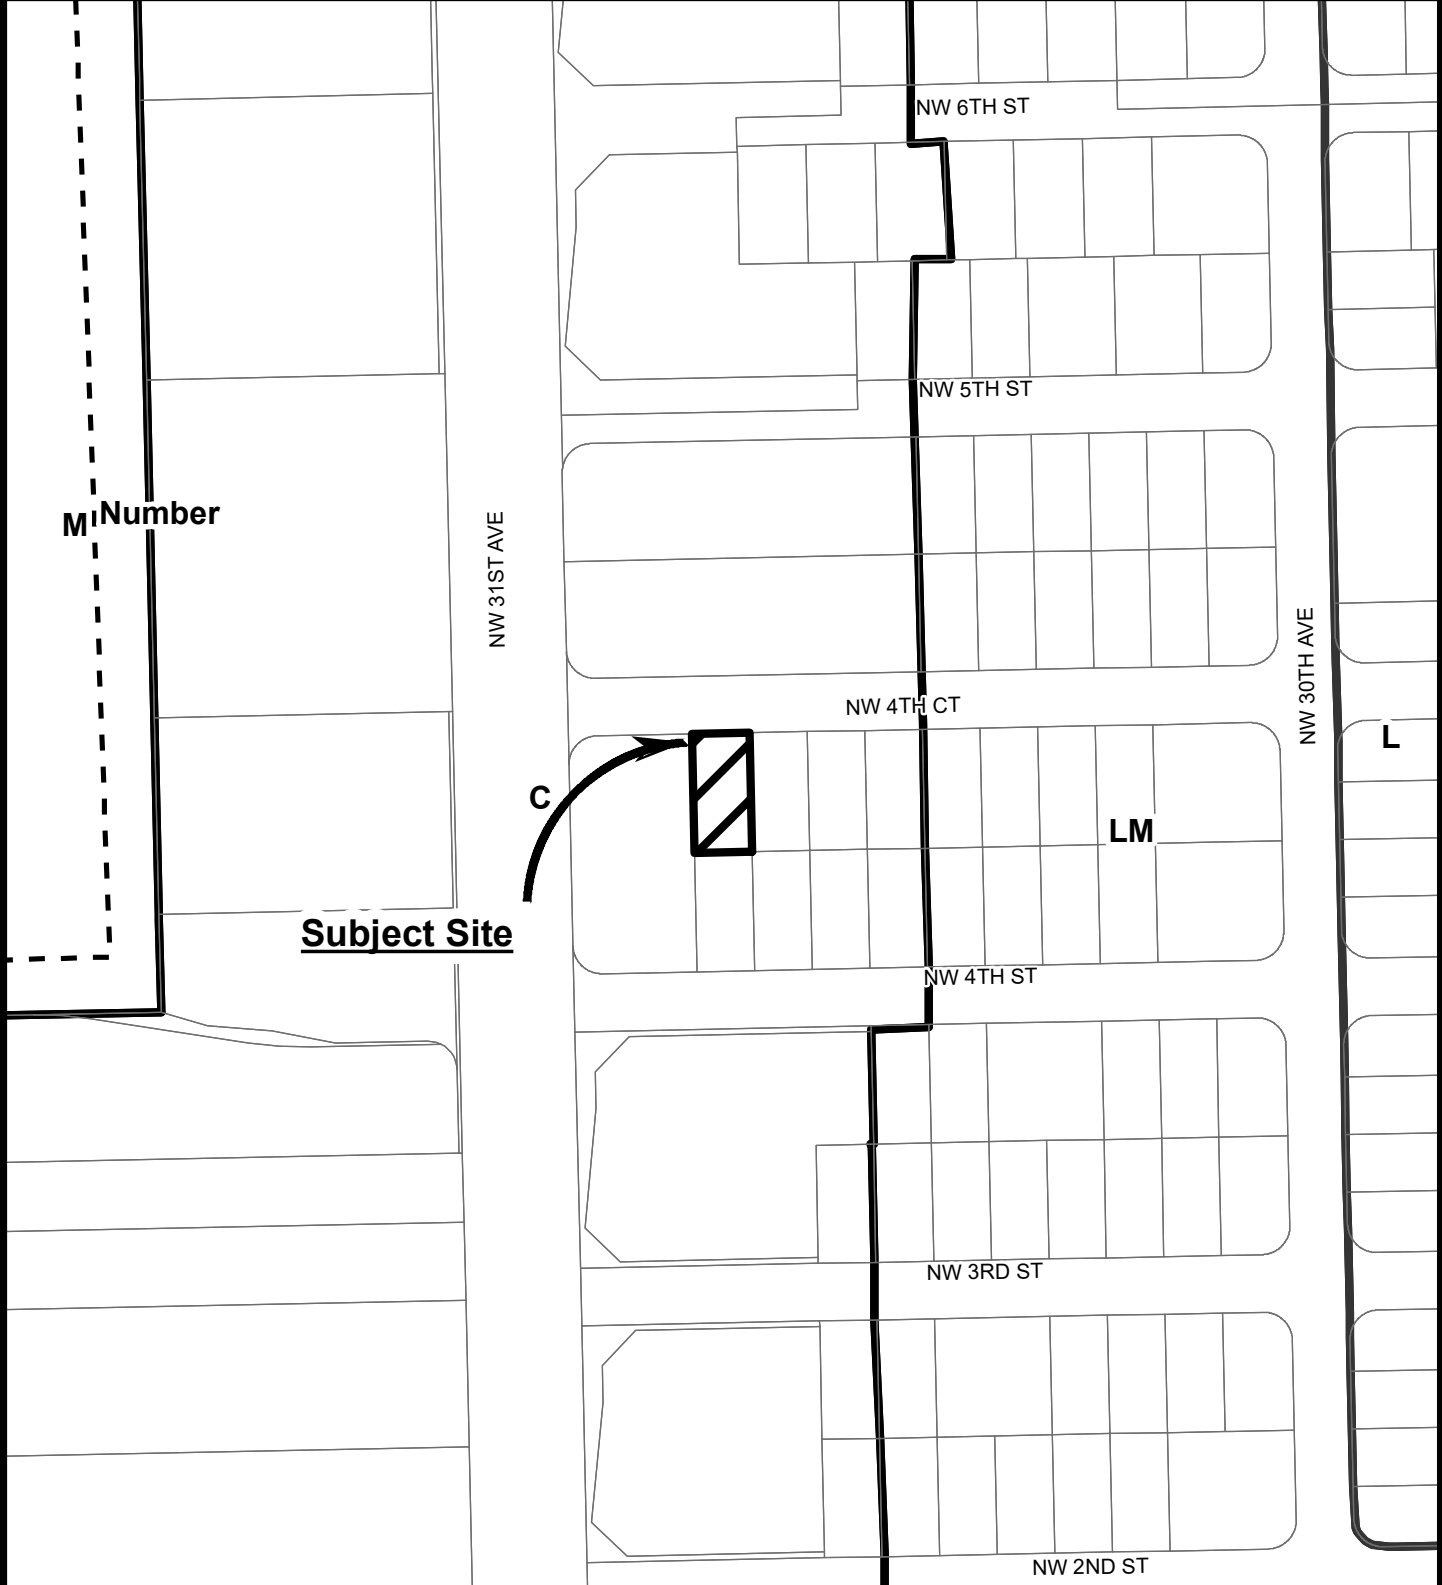 NW 6TH ST
NW 5TH ST
M
Number
NW 31ST AVE
NW 30TH AVE
NW 4TH CT
L
C
LM
Subject Site
NW 4TH ST
NW 3RD ST
NW 2ND ST